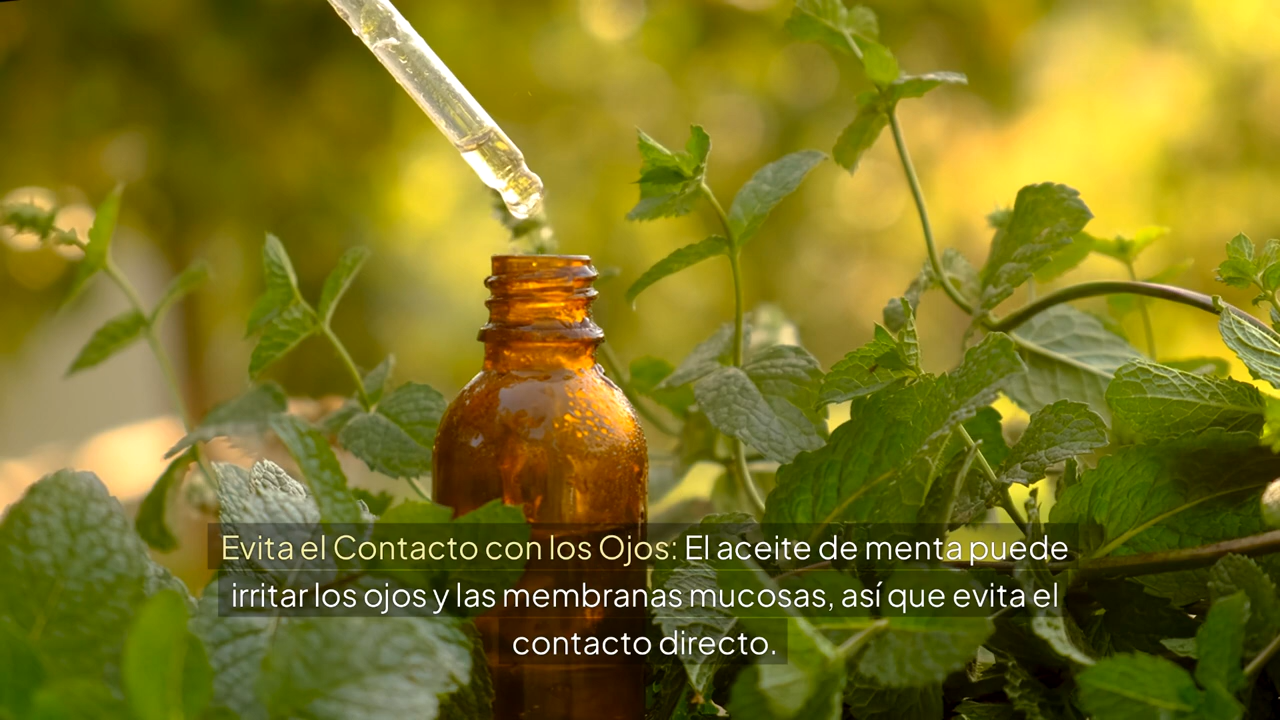 Evita el Contacto con los Ojos: El aceite de menta puede
irritar los ojos y las membranas mucosas, así que evita el
contacto directo.